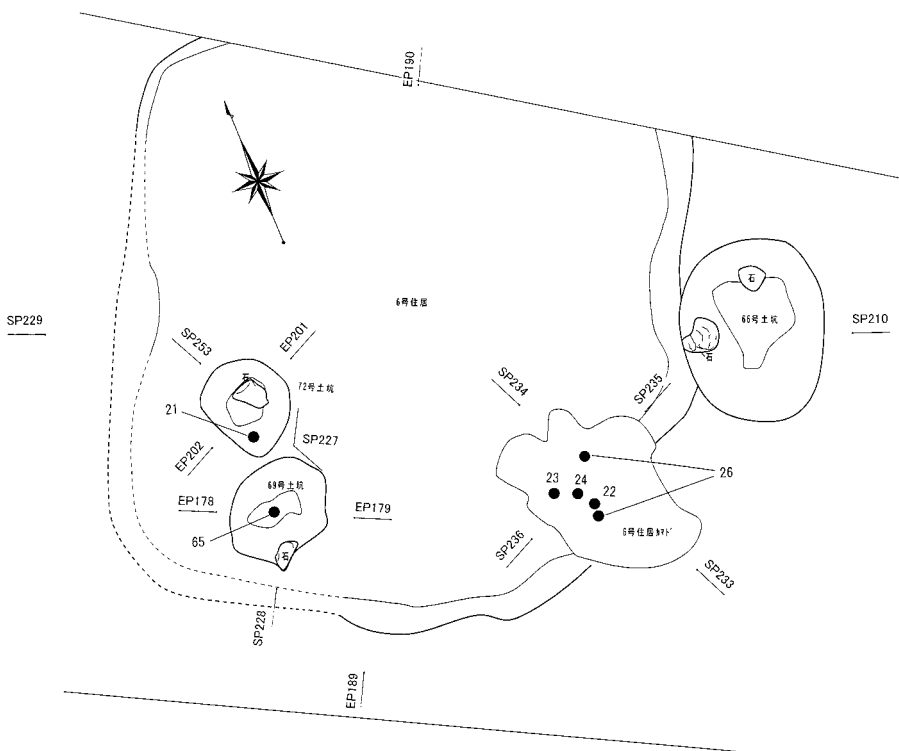 EP190
6号住居
SP229
石
66号土坑
石
SP210
SP253
EP201
石
72号土坑
21
SP234
SP235
EP202
SP227
69号土坑
EP178
EP179
65
石
23
24
22
26
6号住居ｶﾏﾄﾞ
SP236
SP233
SP228
EP189